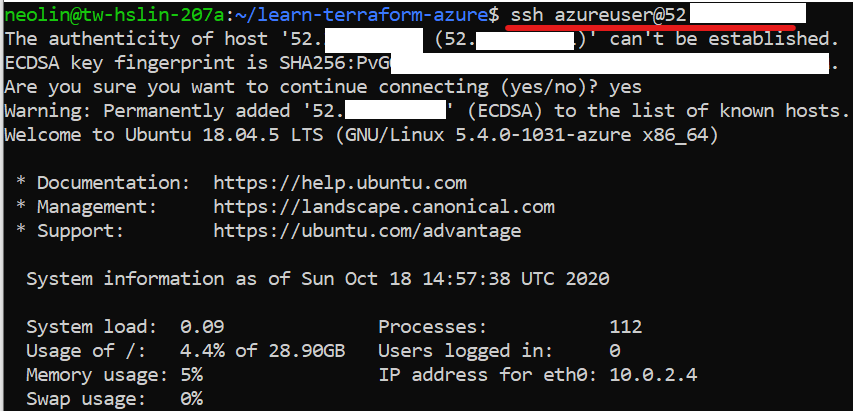 neolin@tw-hslin-207a:~/learn-terraform-azure$ ssh azureuser@52
The authenticity of host '52. (52. )' can't be established.
ECDSA key fingerprint is SHA256:PvG .
Are you sure you want to continue connecting (yes/no)? yes
Warning: Permanently added '52. ' (ECDSA) to the list of known hosts.
Welcome to Ubuntu 18.04.5 LTS (GNU/Linux 5.4.0-1031-azure x86_64)
* Documentation: https://help.ubuntu.com
* Management: https://landscape.canonical.com
* Support: https://ubuntu.com/advantage
System information as of Sun Oct 18 14:57:38 UTC 2020
System load: 0.09 Processes: 112
Usage of /: 4.4% of 28.90GB Users logged in: 0
Memory usage: 5% IP address for eth0: 10.0.2.4
Swap usage: 0%